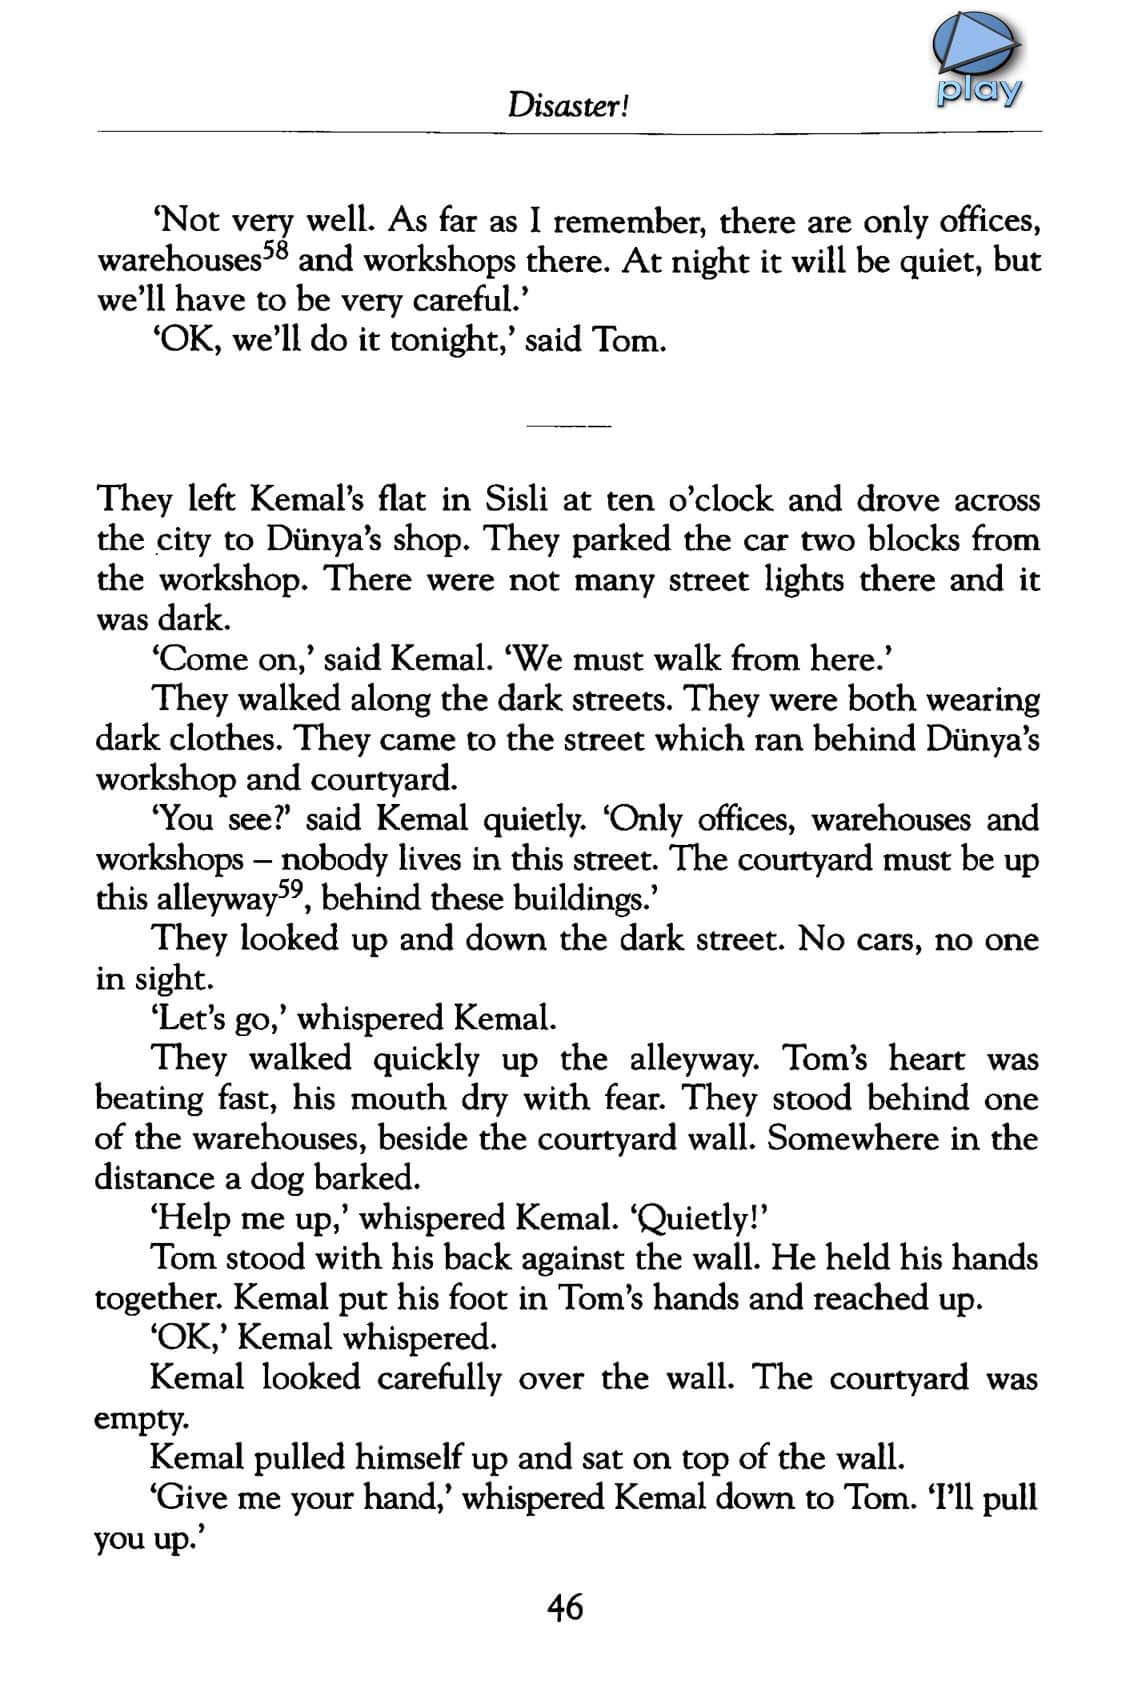 play
Disaster!
‘Not very well. As far as I remember, there are only offices,
warehouses58 and workshops there. At night it will be quiet, but
we’ll have to be very careful.’
‘OK, we’ll do it tonight,’ said Tom.
They left Kemal’s flat in Sisli at ten o’clock and drove across
the city to Dünya’s shop. They parked the car two blocks from
the workshop. There were not many street lights there and it
was dark.
‘Come on,’ said Kemal. ‘We must walk from here.’
They walked along the dark streets. They were both wearing
dark clothes. They came to the street which ran behind Dünya’s
workshop and courtyard.
‘You see?’ said Kemal quietly. ‘Only offices, warehouses and
workshops – nobody lives in this street. The courtyard must be up
this alleyway59, behind these buildings.’
They looked up and down the dark street. No cars, no one
in sight.
‘Let’s go,’ whispered Kemal.
They walked quickly up the alleyway. Tom’s heart was
beating fast, his mouth dry with fear. They stood behind one
of the warehouses, beside the courtyard wall. Somewhere in the
distance a dog barked.
‘Help me up,’ whispered Kemal. ‘Quietly!’
Tom stood with his back against the wall. He held his hands
together. Kemal put his foot in Tom’s hands and reached up.
‘OK,’ Kemal whispered.
Kemal looked carefully over the wall. The courtyard was
empty.
Kemal pulled himself up and sat on top of the wall.
‘Give me your hand,’ whispered Kemal down to Tom. ‘I’ll pull
you up.’
46